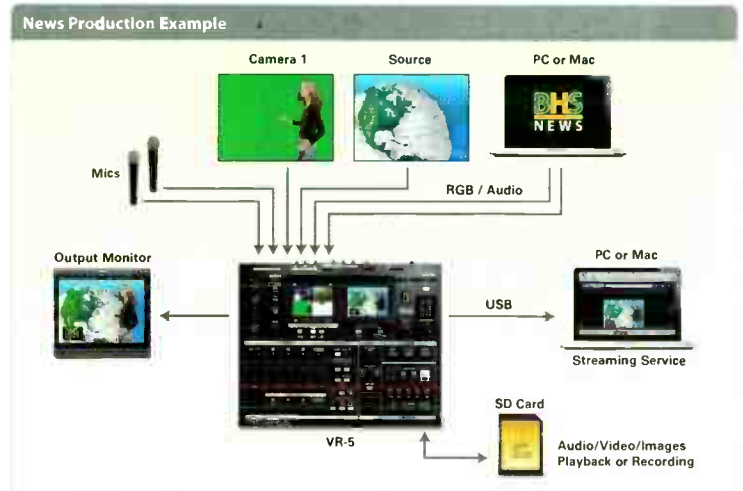 News Production Example
Camera 1
Source
PC or Mac
BHS
NEWS
Mics
RGB / Audio
Output Monitor
PC or Mac
USB
Streaming Service
SD Card
VR-5
Audio/Video/Images
Playback or Recording